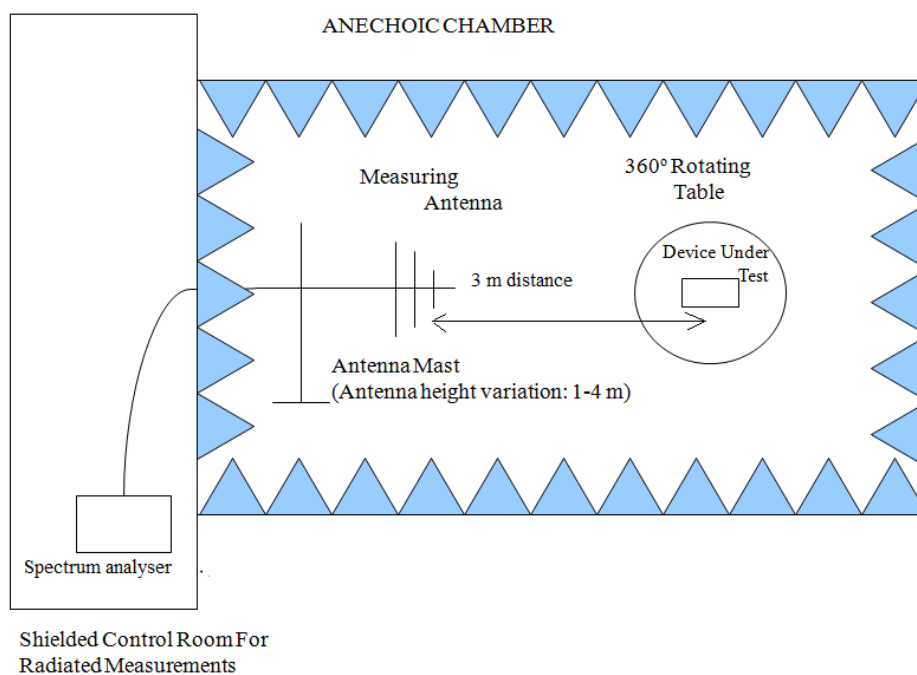 ANECHOIC CHAMBER
Measuring
Antenna
360º Rotating
Table
Device Under
Test
3 m distance
Antenna Mast
(Antenna height variation: 1-4 m)
Spectrum analyser
Shielded Control Room For
Radiated Measurements